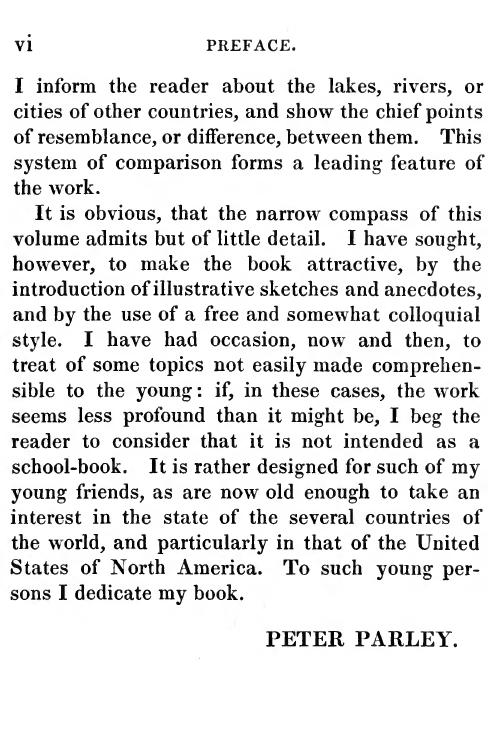 vi PREFACE.
I inform the reader about the lakes, rivers, or
cities of other countries, and show the chief points
of resemblance, or difference, between them. This
system of comparison forms a leading feature of
the work.
It is obvious, that the narrow compass of this
volume admits but of little detail. I have sought,
however, to make the book attractive, by the
introduction of illustrative sketches and anecdotes,
and by the use of a free and somewhat colloquial
style. I have had occasion, now and then, to
treat of some topics not easily made comprehen-
sible to the young: if, in these cases, the work
seems less profound than it might be, I beg the
reader to consider that it is not intended as a
school-book. It is rather designed for such of my
young friends, as are now old enough to take an
interest in the state of the several countries of
the world, and particularly in that of the United
States of North America. To such young per-
sons I dedicate my book.
PETER PARLEY.